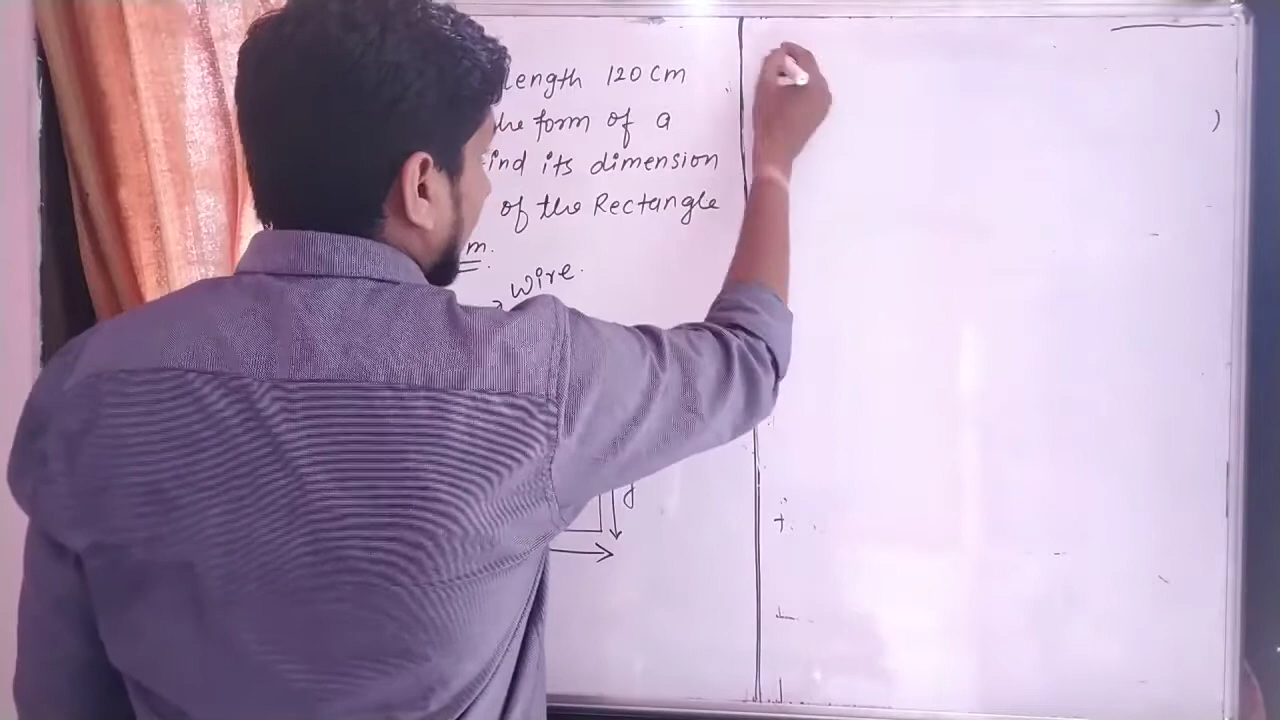 length 120 cm
the form of a
find its dimension
of the Rectangle
m.
wire.
y